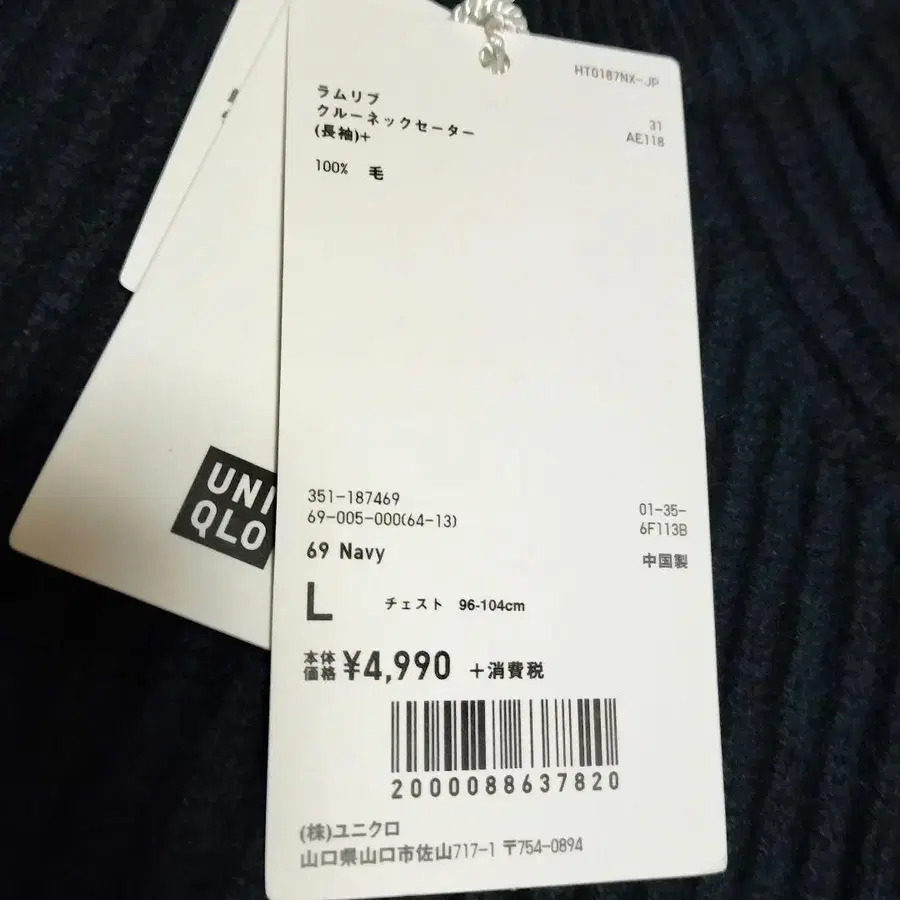 HT0187NX-JP
ラムリブ
クルーネックセーター
(長袖)+
31
AE118
100% 毛
UNI
QLO
351-187469
69-005-000(64-13)
01-35-
6F113B
69 Navy
中国製
L チェスト 96-104cm
本体
価格 ¥4,990 +消費税
2000088637820
(株)ユニクロ
山口県山口市佐山717-1 〒754-0894